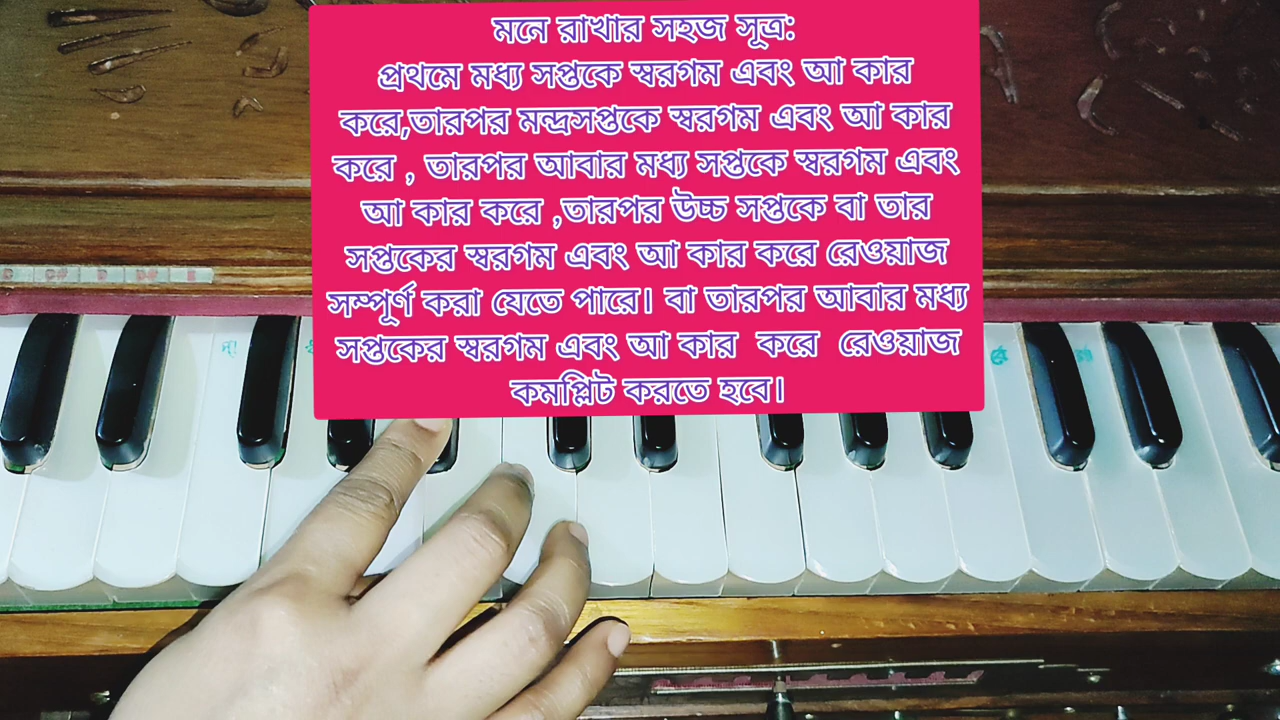 মনে রাখার সহজ সূত্র:
প্রথমে মধ্য সপ্তকে স্বরগম এবং আ কার
করে,তারপর মন্দ্রসপ্তকে স্বরগম এবং আ কার
করে , তারপর আবার মধ্য সপ্তকে স্বরগম এবং
আ কার করে ,তারপর উচ্চ সপ্তকে বা তার
সপ্তকের স্বরগম এবং আ কার করে রেওয়াজ
সম্পূর্ণ করা যেতে পারে। বা তারপর আবার মধ্য
সপ্তকের স্বরগম এবং আ কার করে রেওয়াজ
কমপ্লিট করতে হবে।